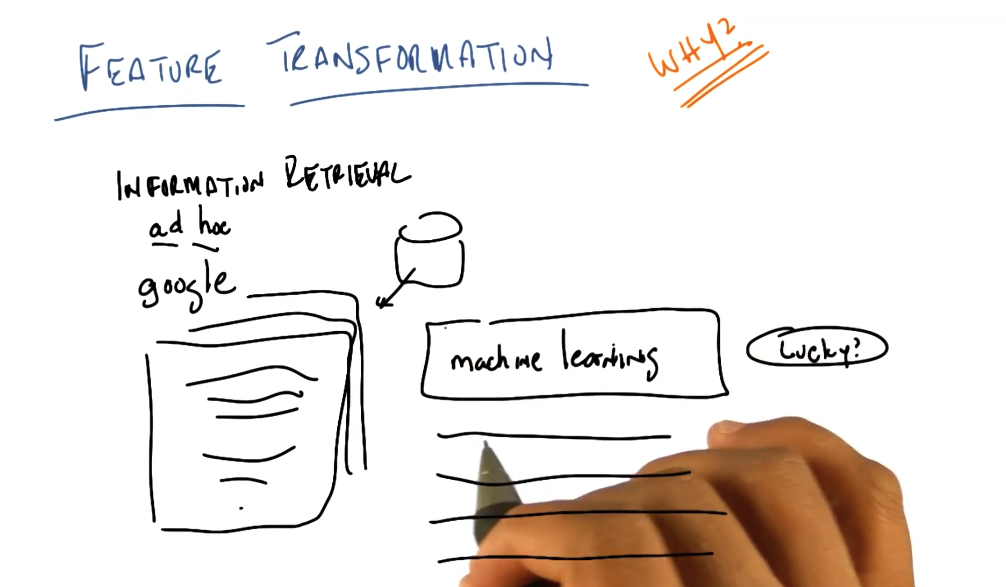 FEATURE TRANSFORMATION
WHY?
INFORMATION RETRIEVAL
ad hoc
google
machine learning
Lucky?